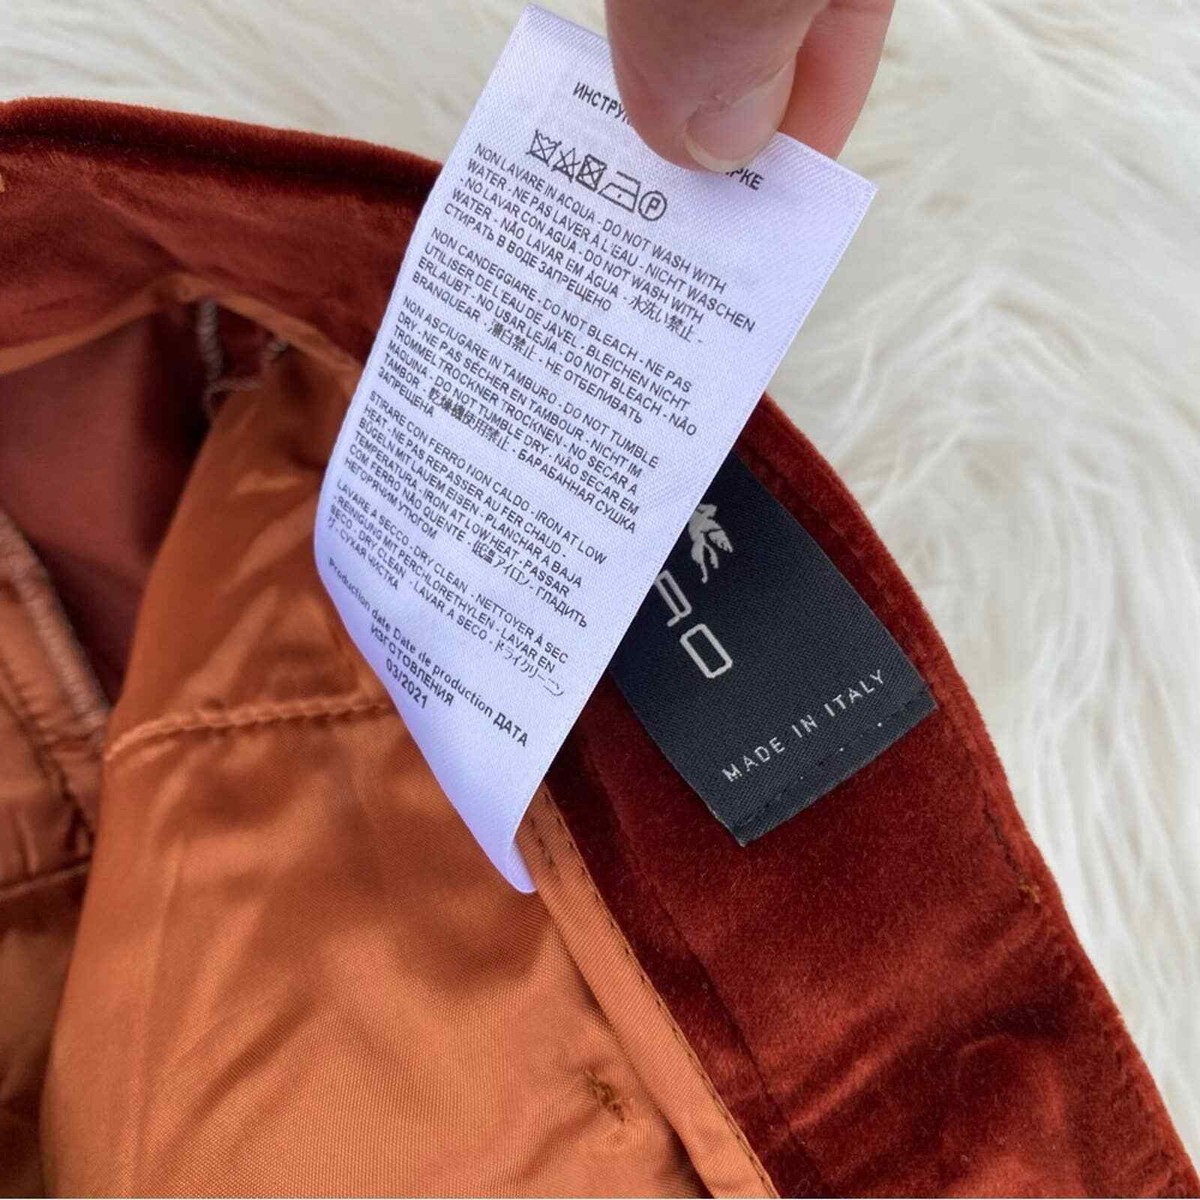 ИНСТРУ
РКЕ
P
NON LAVARE IN ACQUA - DO NOT WASH WITH
WATER - NE PAS LAVER À L'EAU - NICHT WASCHEN
- NO LAVAR CON AGUA - DO NOT WASH WITH
WATER - NÃO LAVAR EM AGUA - 水洗い禁止 -
СТИРАТЬ В ВОДЕ ЗАПРЕЩЕНО
NON CANDEGGIARE - DO NOT BLEACH - NE PAS
UTILISER DE L'EAU DE JAVEL - BLEICHEN NICHT
ERLAUBT - NO USAR LEJÍA - DO NOT BLEACH - NÃO
BRANQUEAR - 漂白禁止 - НЕ ОТБЕЛИВАТЬ
NON ASCIUGARE IN TAMBURO - DO NOT TUMBLE
DRY - NE PAS SÉCHER EN TAMBOUR - NICHT IM
TROMMEL TROCKNER TROCKNEN - NO SECAR A
MAQUINA - DO NOT TUMBLE DRY - NÃO SECAR EM
TAMBOR - 乾燥機使用禁止 - БАРАБАННАЯ СУШКА
ЗАПРЕЩЕНА
STIRARE CON FERRO NON CALDO - IRON AT LOW
HEAT - NE PAS REPASSER AU FER CHAUD -
BÜGELN MIT LAUEM EISEN - PLANCHAR A BAJA
TEMPERATURA - IRON AT LOW HEAT - PASSAR
COM FERRO NÃO QUENTE - 低温アイロン - ГЛАДИТЬ
НЕГОРЯЧИМ УТЮГОМ
LAVARE A SECCO - DRY CLEAN - NETTOYER À SEC
- REINIGUNG MIT PERCHLORETHYLEN - LAVAR EN
SECO - DRY CLEAN - LAVAR A SECO - ドライクリーニン
グ - СУХАЯ ЧИСТКА
Production date Date de production ДАТА
ИЗГОТОВЛЕНИЯ
03/2021
DO
MADE IN ITALY